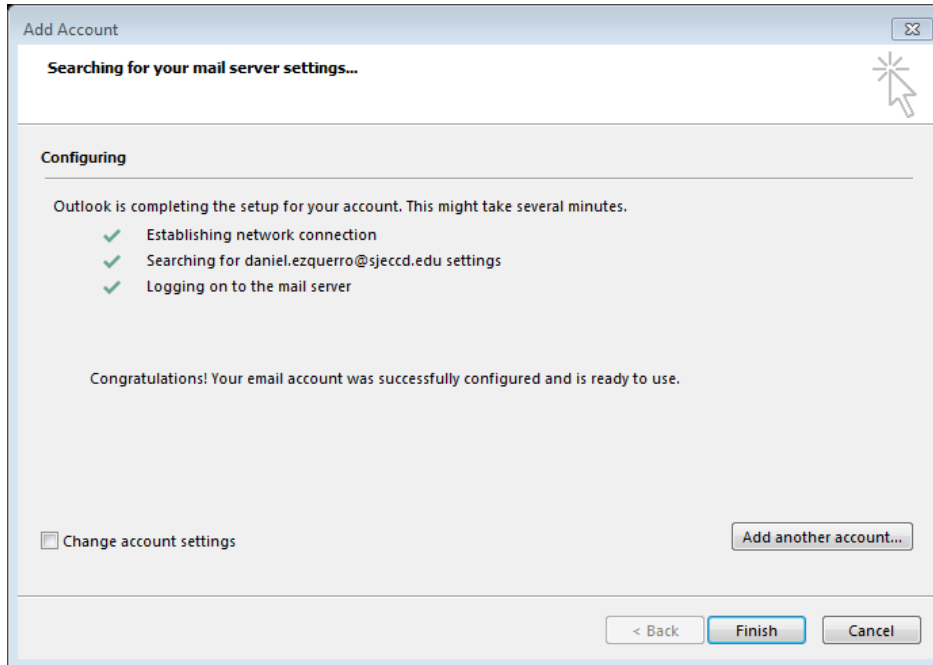 Add Account
Searching for your mail server settings...
Configuring
Outlook is completing the setup for your account. This might take several minutes.
Establishing network connection
Searching for daniel.ezquerro@sjeccd.edu settings
Logging on to the mail server
Congratulations! Your email account was successfully configured and is ready to use.
Change account settings
Add another account...
< Back
Finish
Cancel